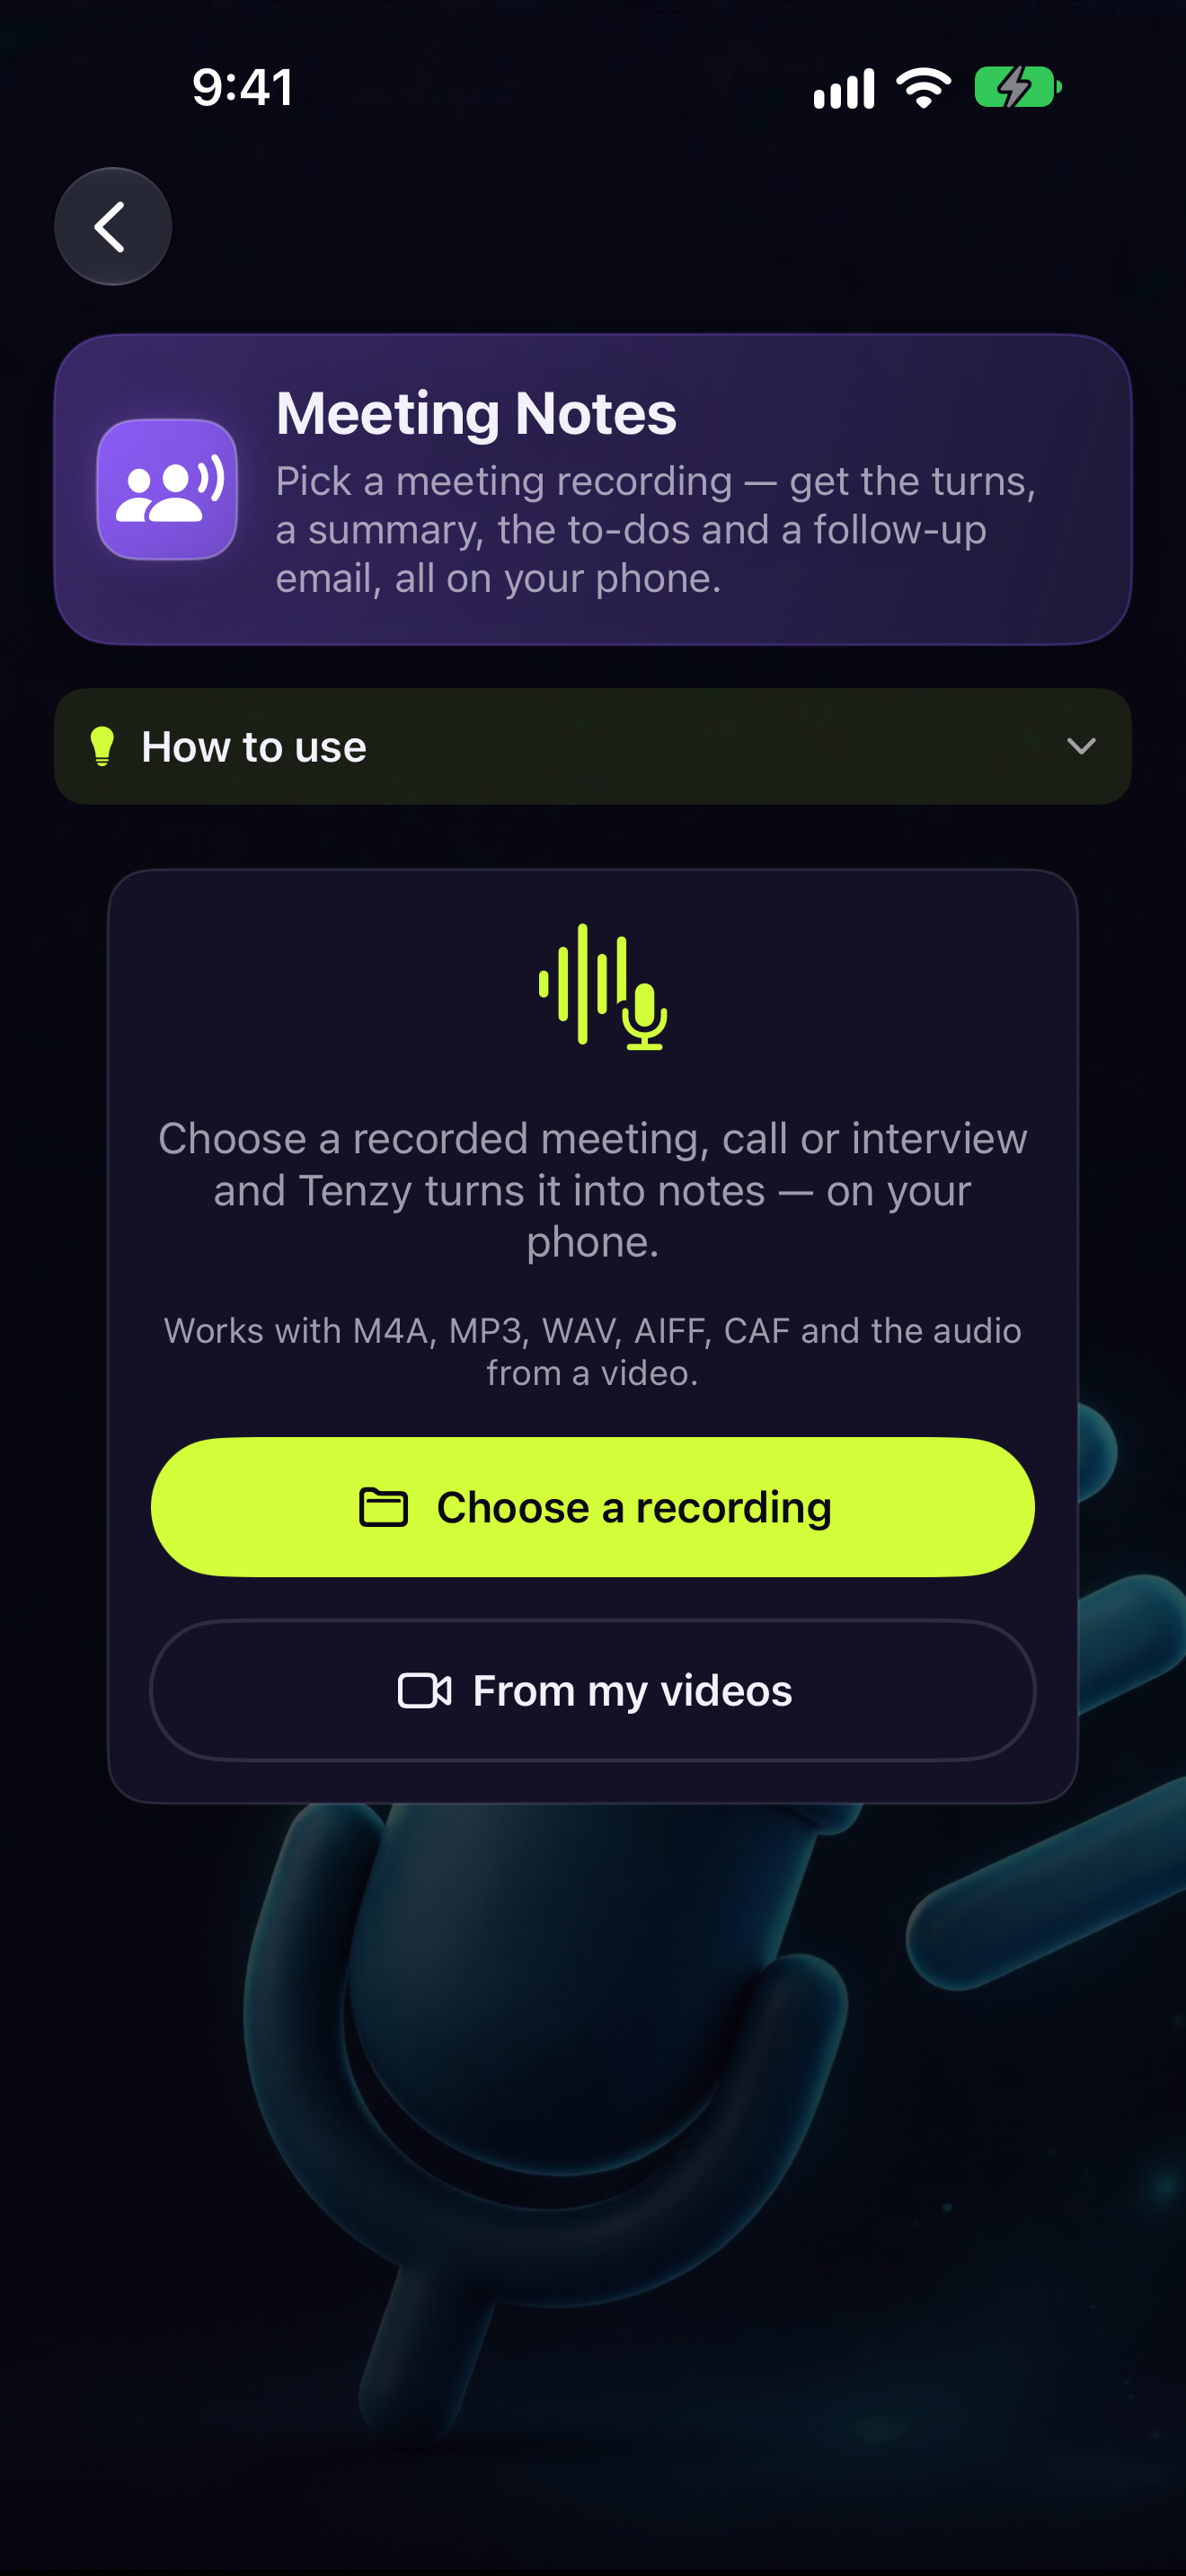 9:41
Meeting Notes
Pick a meeting recording — get the turns,
a summary, the to-dos and a follow-up
email, all on your phone.
How to use
Choose a recorded meeting, call or interview
and Tenzy turns it into notes — on your
phone.
Works with M4A, MP3, WAV, AIFF, CAF and the audio
from a video.
Choose a recording
From my videos